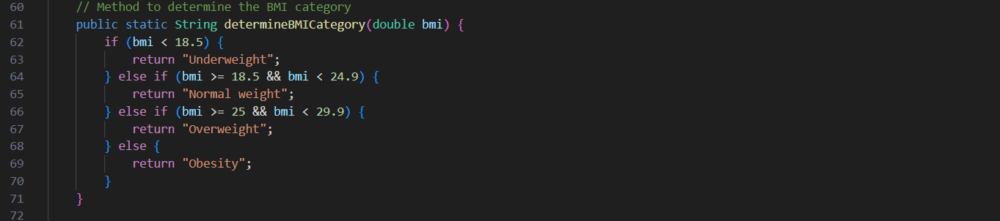 60 // Method to determine the BMI category
61 public static String determineBMICategory(double bmi) {
62 if (bmi < 18.5) {
63 return "Underweight";
64 } else if (bmi >= 18.5 && bmi < 24.9) {
65 return "Normal weight";
66 } else if (bmi >= 25 && bmi < 29.9) {
67 return "Overweight";
68 } else {
69 return "Obesity";
70 }
71 }
72